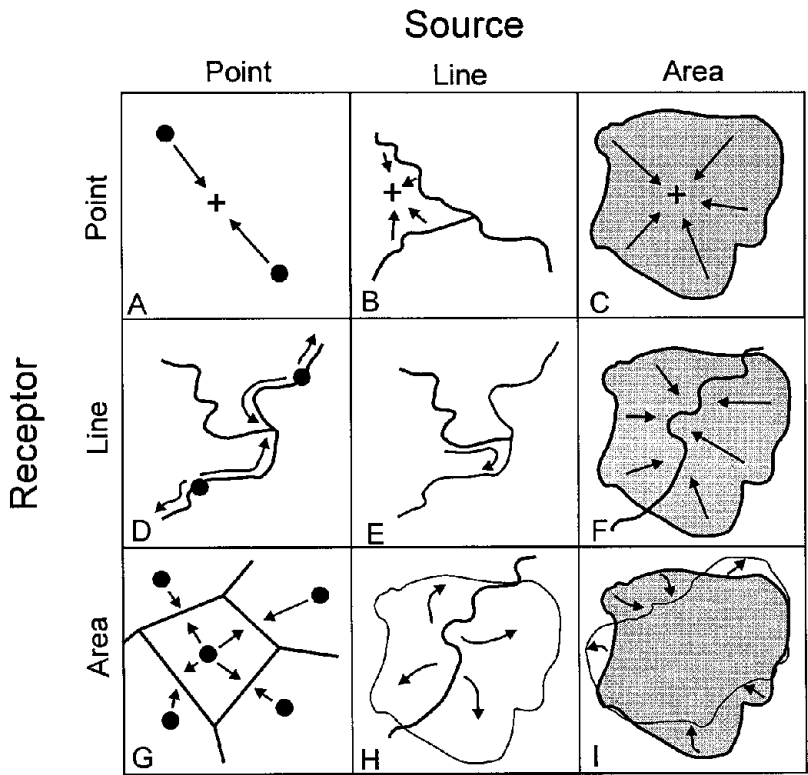 Source
Point Line Area
Receptor
Point
A B C
Line
D E F
Area
G H I